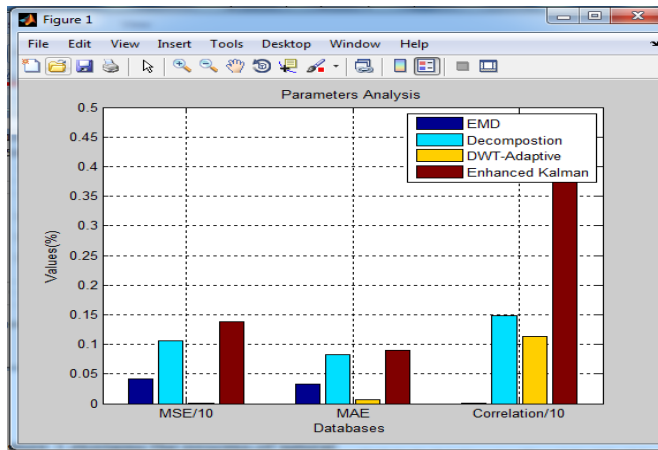 Figure 1
File Edit View Insert Tools Desktop Window Help
Parameters Analysis
0.5
0.45
0.4
0.35
0.3
0.25
0.2
0.15
0.1
0.05
0
Values(%)
EMD
Decompostion
DWT-Adaptive
Enhanced Kalman
MSE/10 MAE Correlation/10
Databases